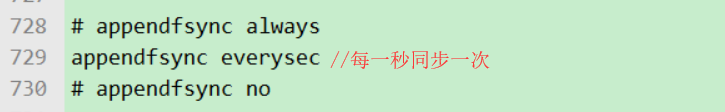 728 # appendfsync always
729 appendfsync everysec //每一秒同步一次
730 # appendfsync no